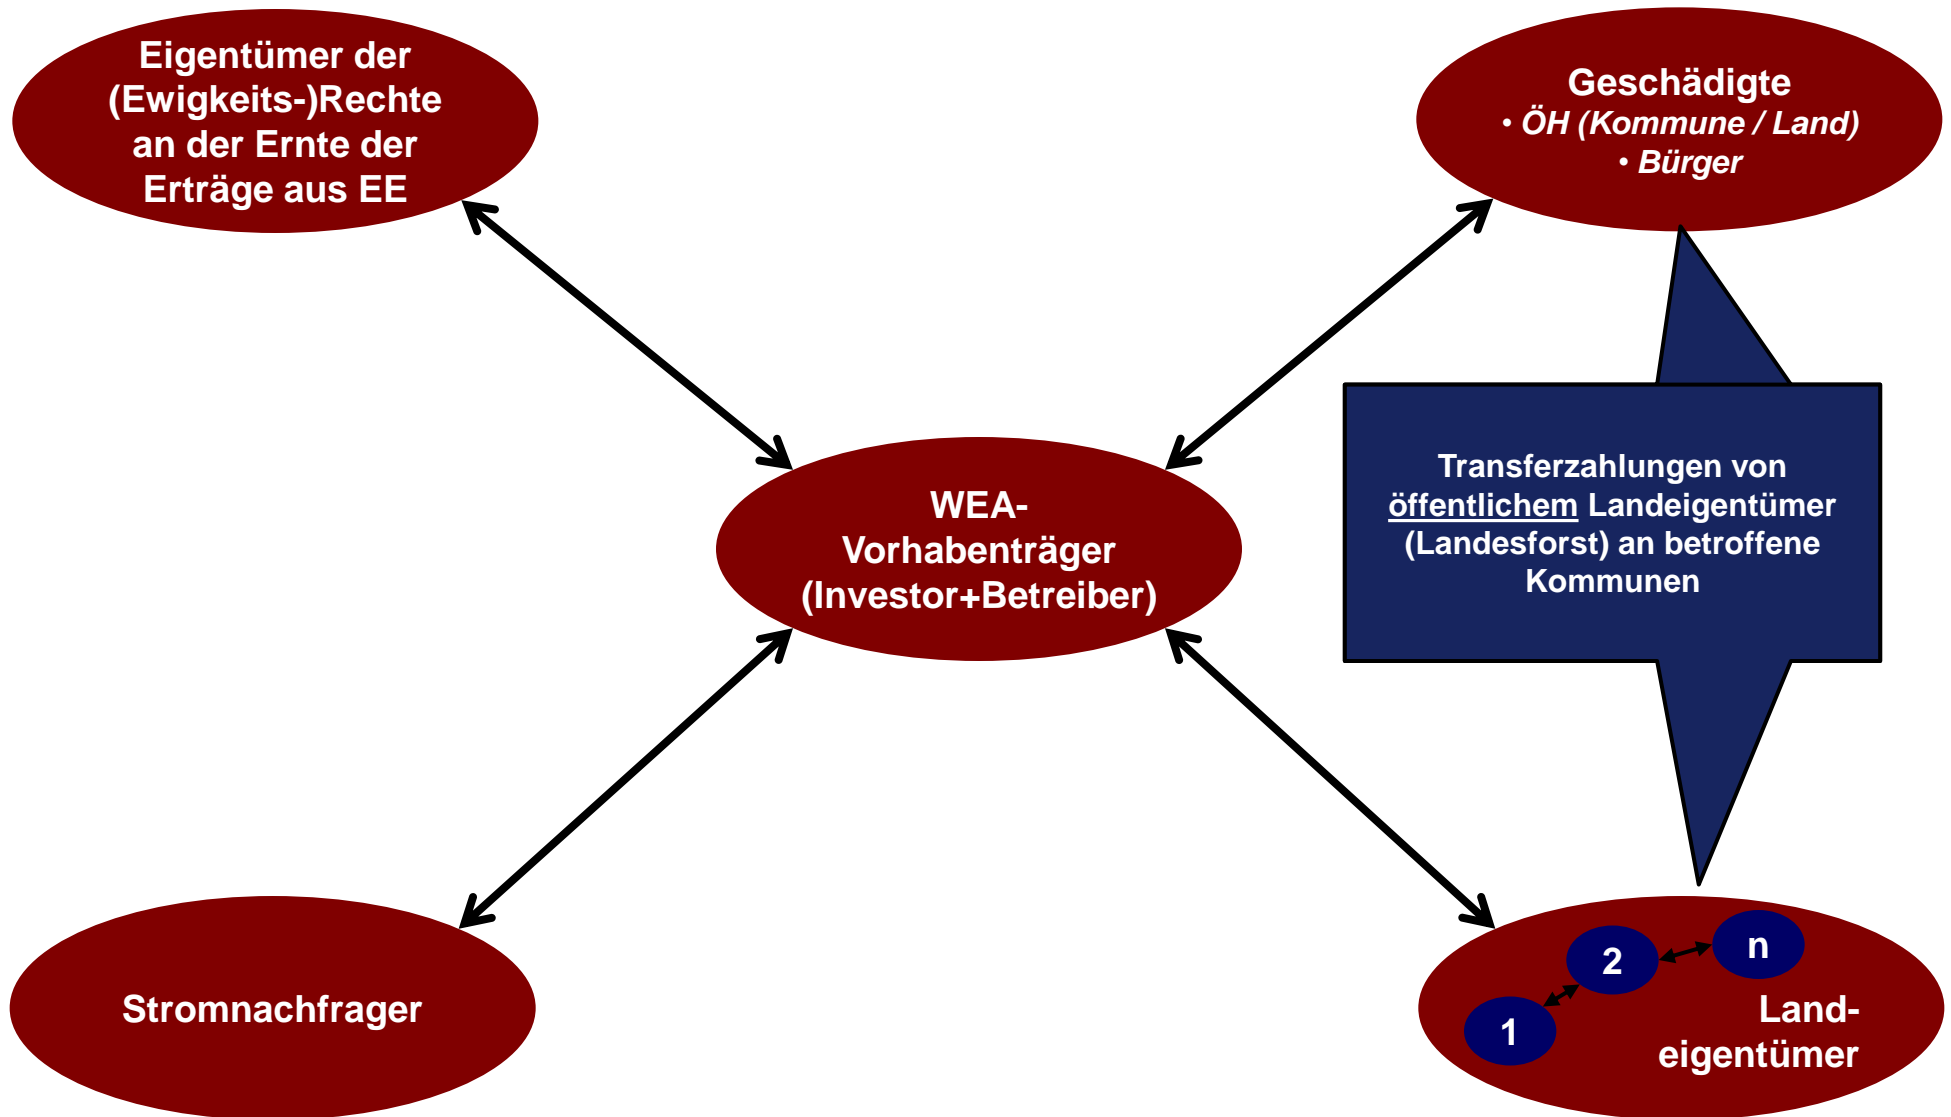 Eigentümer der
(Ewigkeits-)Rechte
an der Ernte der
Erträge aus EE
Geschädigte
• ÖH (Kommune / Land)
• Bürger
WEA-
Vorhabenträger
(Investor+Betreiber)
Transferzahlungen von
öffentlichem Landeigentümer
(Landesforst) an betroffene
Kommunen
Stromnachfrager
1
2
n
Land-
eigentümer